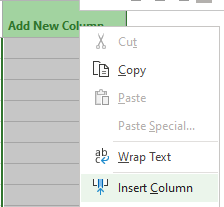 Add New Column
Cut
Copy
Paste
Paste Special...
Wrap Text
Insert Column